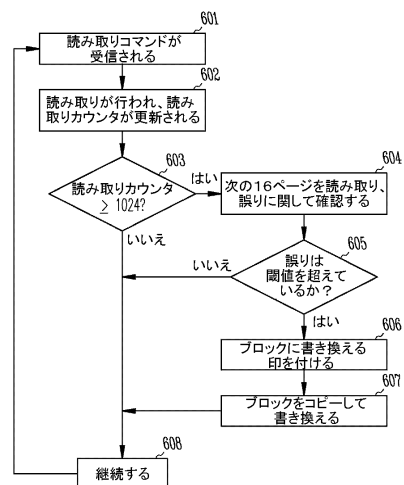 601
読み取りコマンドが
受信される
602
読み取りが行われ、読み
取りカウンタが更新される
603
読み取りカウンタ
≥ 1024?
はい
いいえ
604
次の16ページを読み取り、
誤りに関して確認する
605
誤りは
閾値を超えて
いるか？
いいえ
はい
606
ブロックに書き換える
印を付ける
607
ブロックをコピーして
書き換える
608
継続する